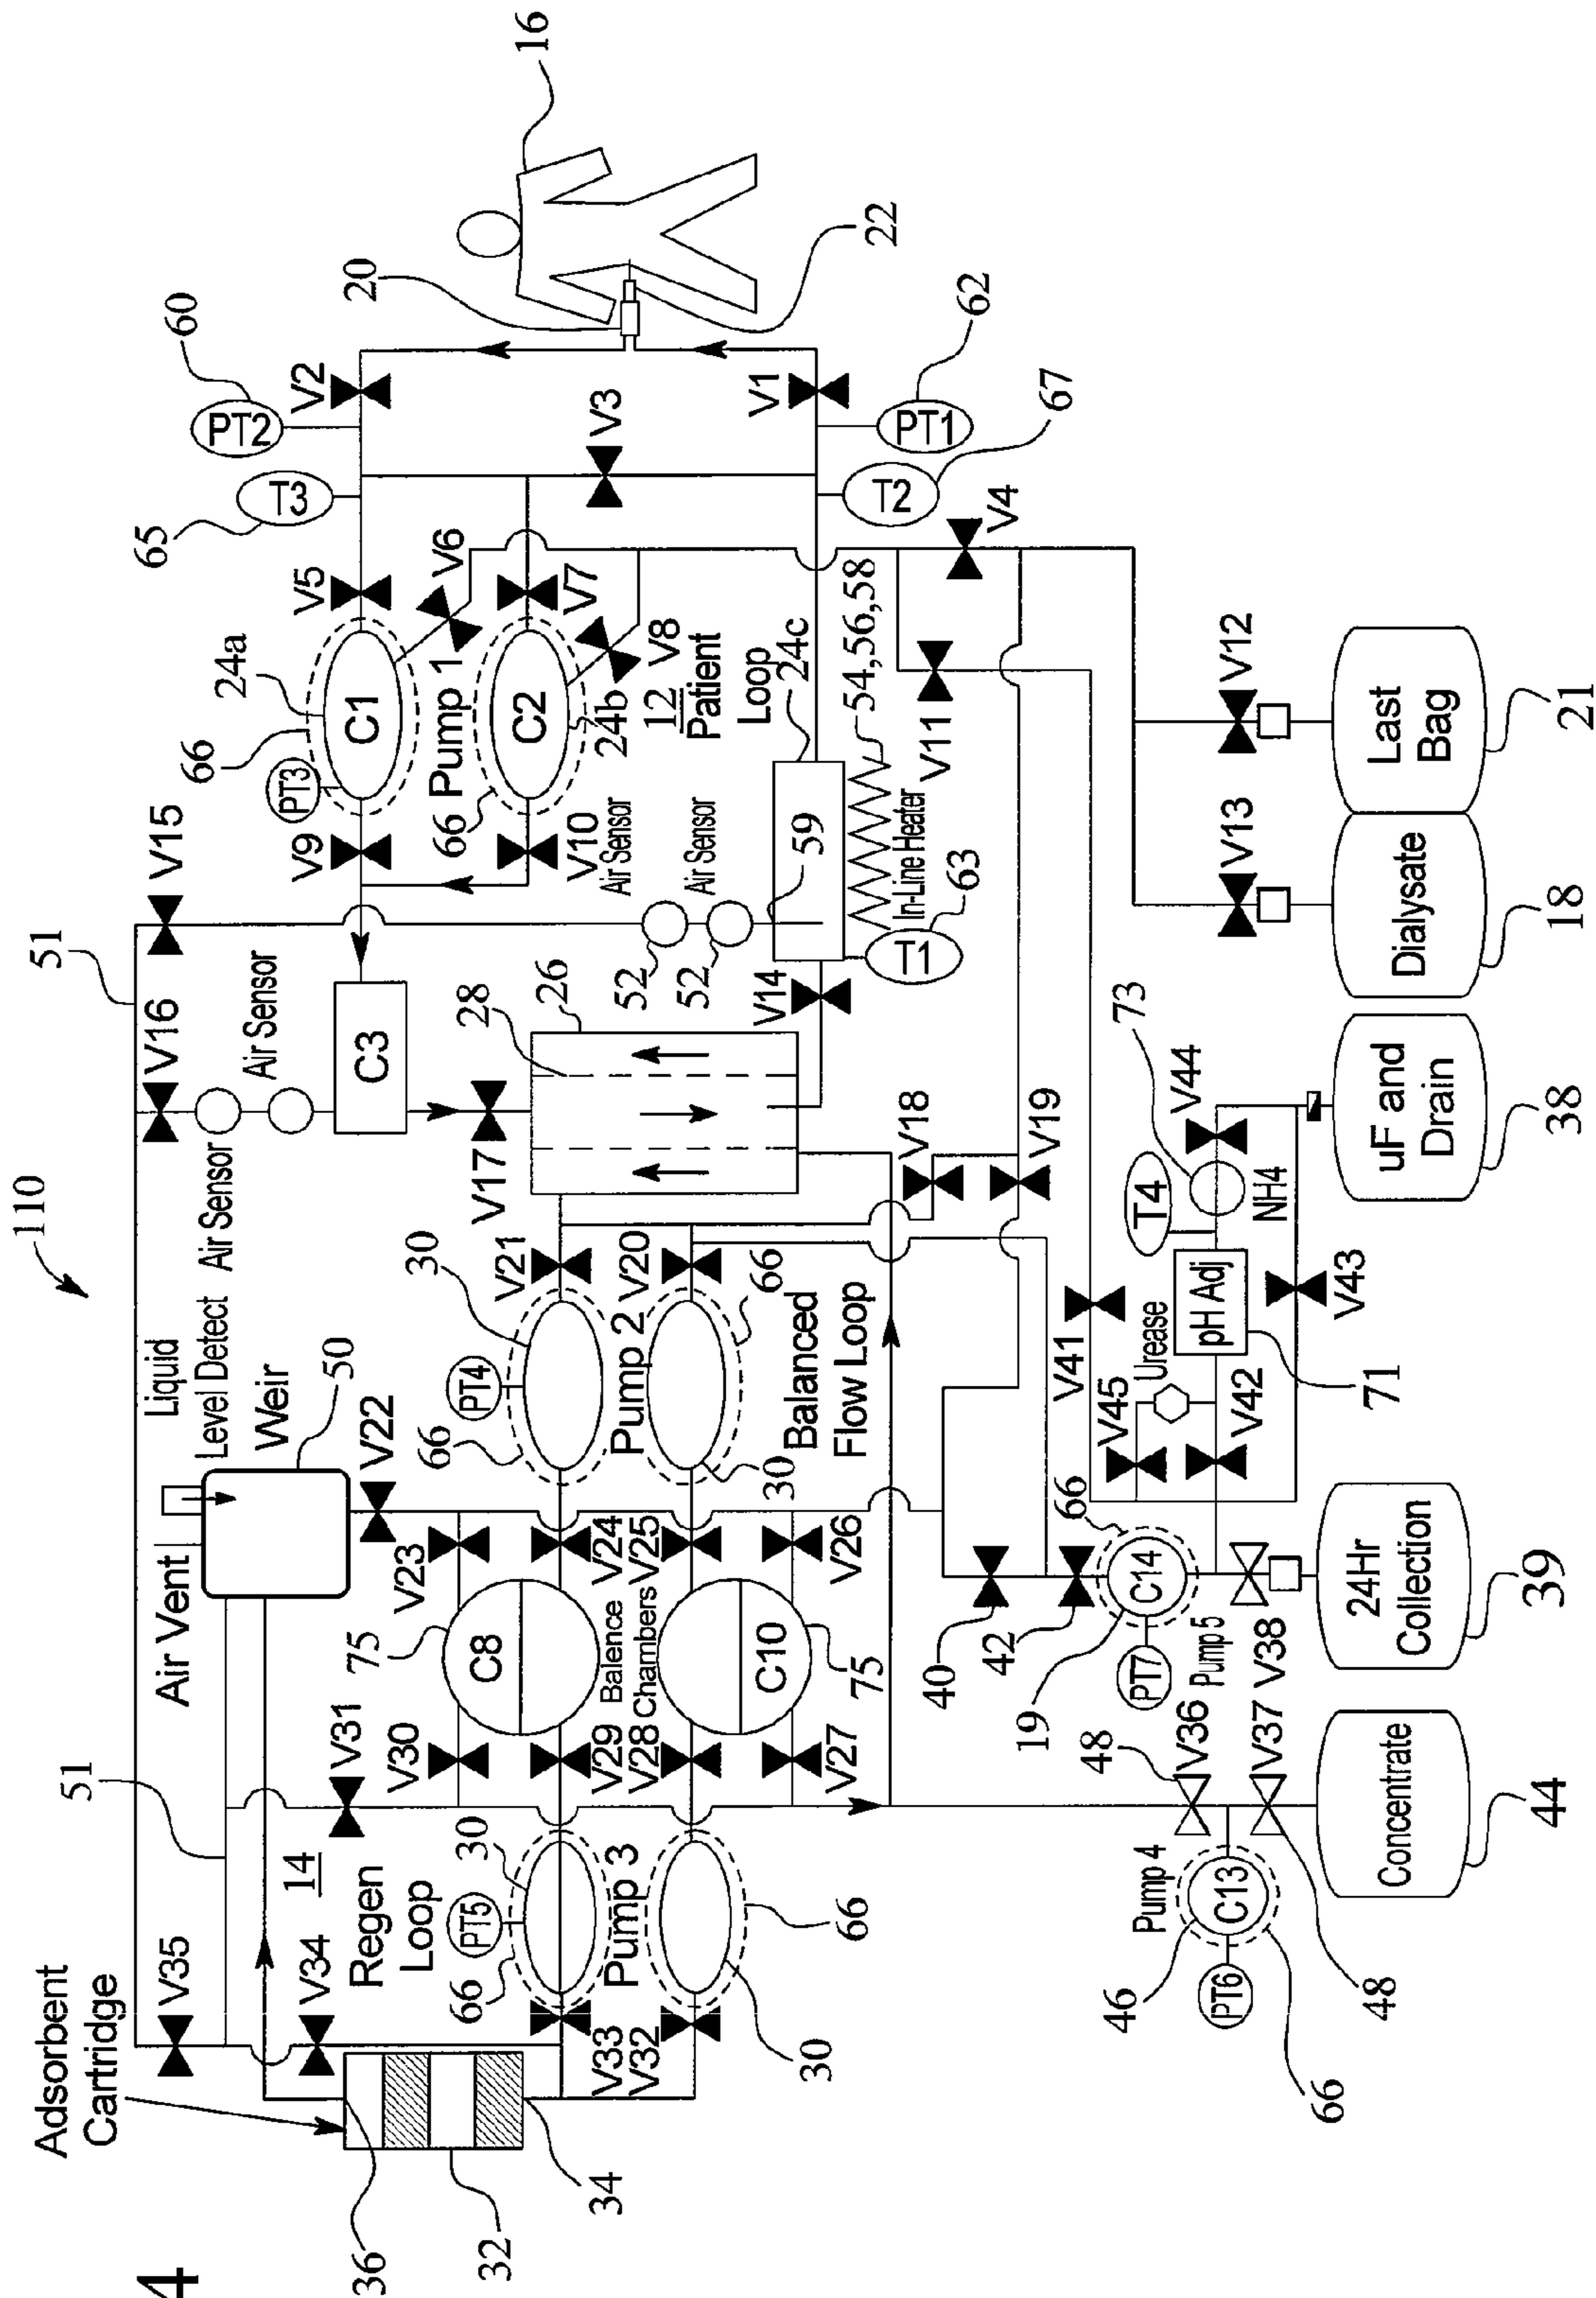 4
110
Adsorbent
Cartridge
36
32
34
V35
V34
51
14
Regen
Loop
PT5
66
30
V33
V32
Pump 3
66
30
V31
V30
V29
V28
V27
Air Vent
Liquid
Level Detect
Weir
50
V22
V23
75
C8
Balence
Chambers
C10
75
V24
V25
V26
PT4
66
30
Pump 2
30
66
V21
V20
Balanced
Flow Loop
51
V16
V15
Air Sensor
Air Sensor
C3
V17
28
26
52
52
Air Sensor
Air Sensor
V14
59
T1
63
In-Line Heater
54,56,58
24c
12
Patient
Loop
V9
V10
PT3
66
24a
C1
Pump 1
C2
24b
66
V5
V6
V7
V8
65
T3
60
PT2
V2
V3
V1
PT1
62
T2
67
20
22
16
V4
V11
V12
V13
V18
V19
Last
Bag
21
Dialysate
18
uF and
Drain
38
73
V44
NH4
T4
pH Adj
71
V43
V41
V45
Urease
V42
40
42
66
C14
19
PT7
Pump 5
V38
24Hr
Collection
39
48
V36
V37
48
Pump 4
C13
46
PT6
66
Concentrate
44